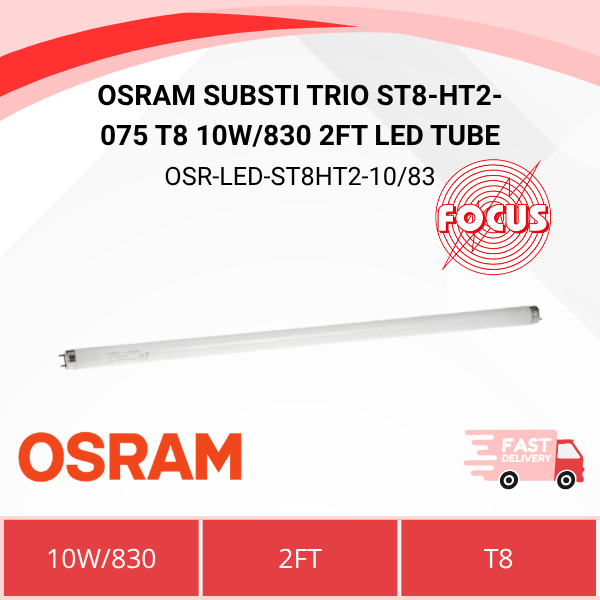 OSRAM SUBSTI TRIO ST8-HT2-
075 T8 10W/830 2FT LED TUBE
OSR-LED-ST8HT2-10/83
FOCUS
OSRAM
FAST
DELIVERY
10W/830
2FT
T8